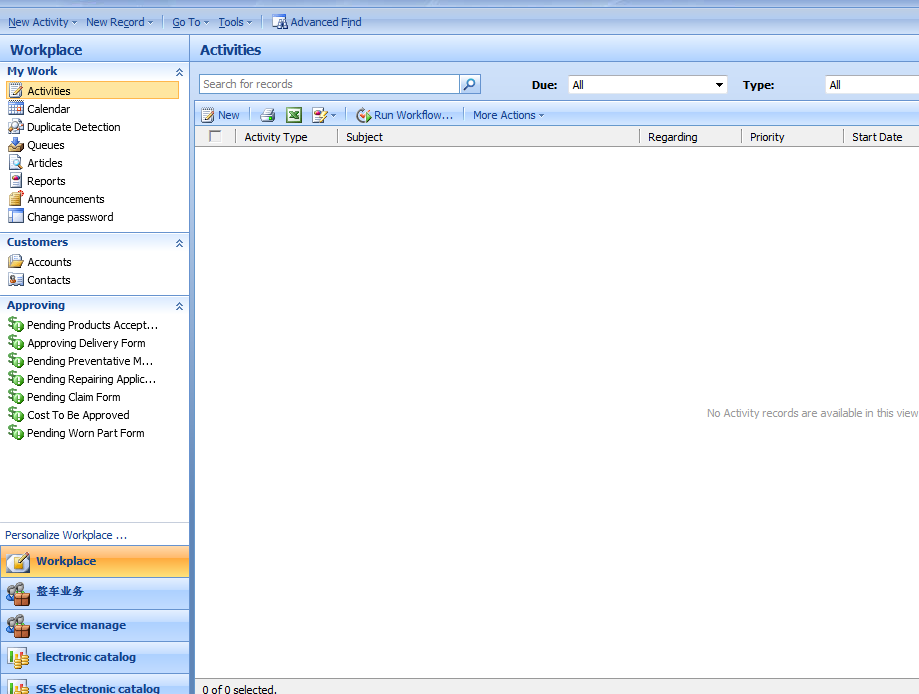 New Activity New Record Go To Tools Advanced Find
Workplace
Activities
My Work
Activities
Calendar
Duplicate Detection
Queues
Articles
Reports
Announcements
Change password
Customers
Accounts
Contacts
Approving
Pending Products Accept...
Approving Delivery Form
Pending Preventative M...
Pending Repairing Applic...
Pending Claim Form
Cost To Be Approved
Pending Worn Part Form
Personalize Workplace ...
Workplace
整车业务
service manage
Electronic catalog
SES electronic catalog
Search for records
Due: All Type: All
New Run Workflow... More Actions
Activity Type Subject Regarding Priority Start Date
No Activity records are available in this view
0 of 0 selected.